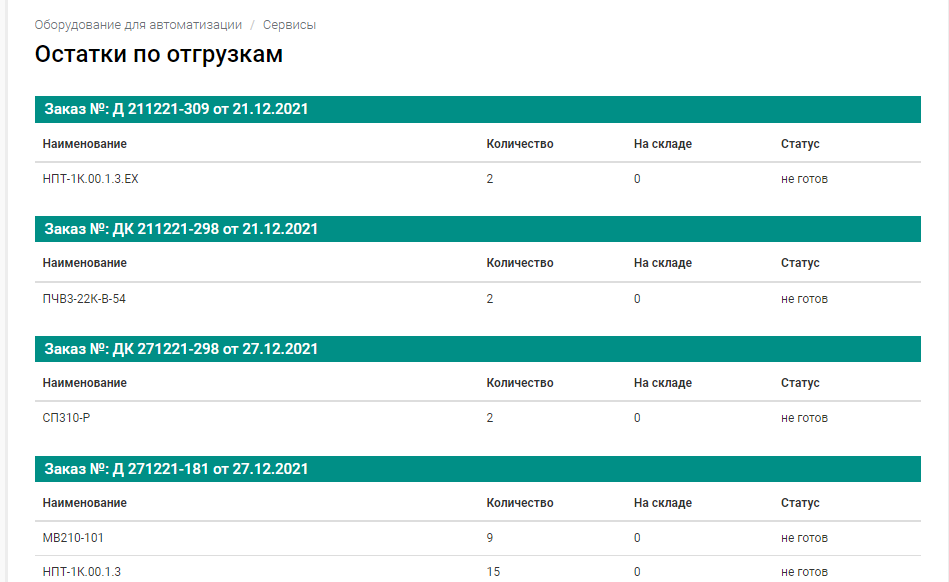 Оборудование для автоматизации / Сервисы
Остатки по отгрузкам
Заказ №: Д 211221-309 от 21.12.2021
Наименование Количество На складе Статус
НПТ-1К.00.1.3.EX 2 0 не готов
Заказ №: ДК 211221-298 от 21.12.2021
Наименование Количество На складе Статус
ПЧВ3-22К-В-54 2 0 не готов
Заказ №: ДК 271221-298 от 27.12.2021
Наименование Количество На складе Статус
СП310-Р 2 0 не готов
Заказ №: Д 271221-181 от 27.12.2021
Наименование Количество На складе Статус
МВ210-101 9 0 не готов
НПТ-1К.00.1.3 15 0 не готов